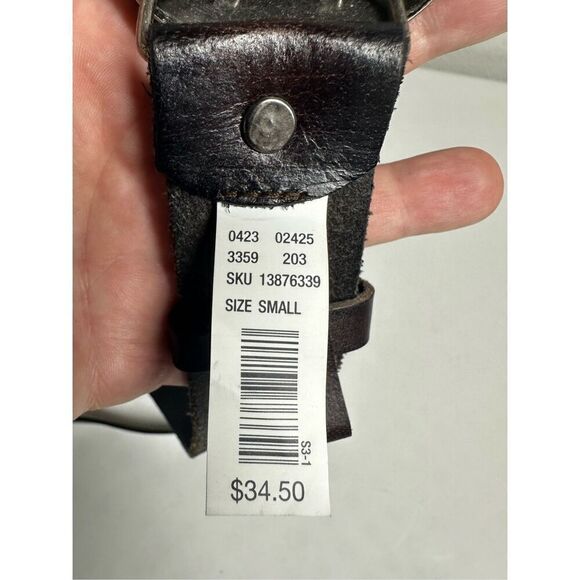 0423 02425
3359 203
SKU 13876339
SIZE SMALL
S3-1
$34.50